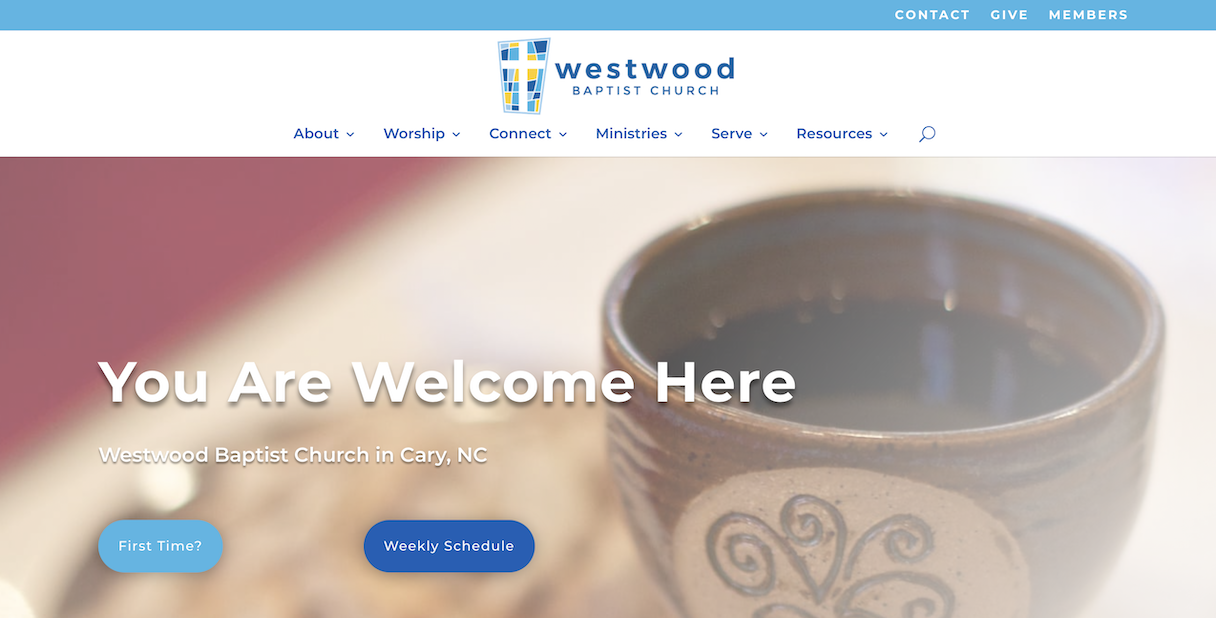 CONTACT GIVE MEMBERS
westwood
BAPTIST CHURCH
About Worship Connect Ministries Serve Resources
You Are Welcome Here
Westwood Baptist Church in Cary, NC
First Time? Weekly Schedule